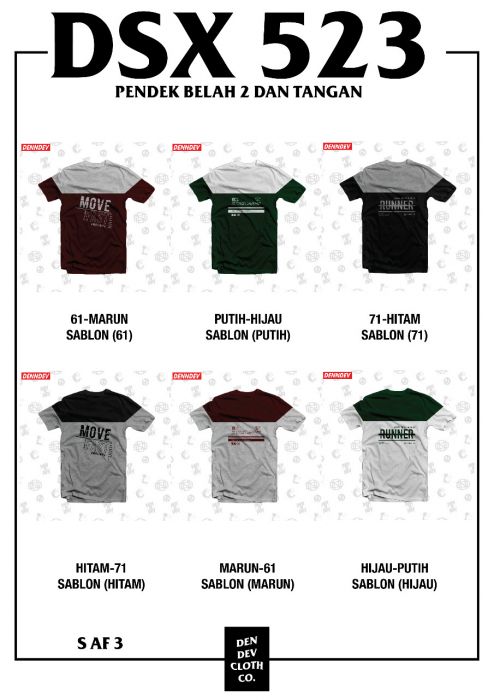 DSX 523
PENDEK BELAH 2 DAN TANGAN
DENNDEV
DENNDEV
DENNDEV
MOVE
RUNNER
61-MARUN
SABLON (61)
PUTIH-HIJAU
SABLON (PUTIH)
71-HITAM
SABLON (71)
DENNDEV
DENNDEV
DENNDEV
MOVE
RUNNER
HITAM-71
SABLON (HITAM)
MARUN-61
SABLON (MARUN)
HIJAU-PUTIH
SABLON (HIJAU)
S AF 3
DEN
DEV
CLOTH
CO.